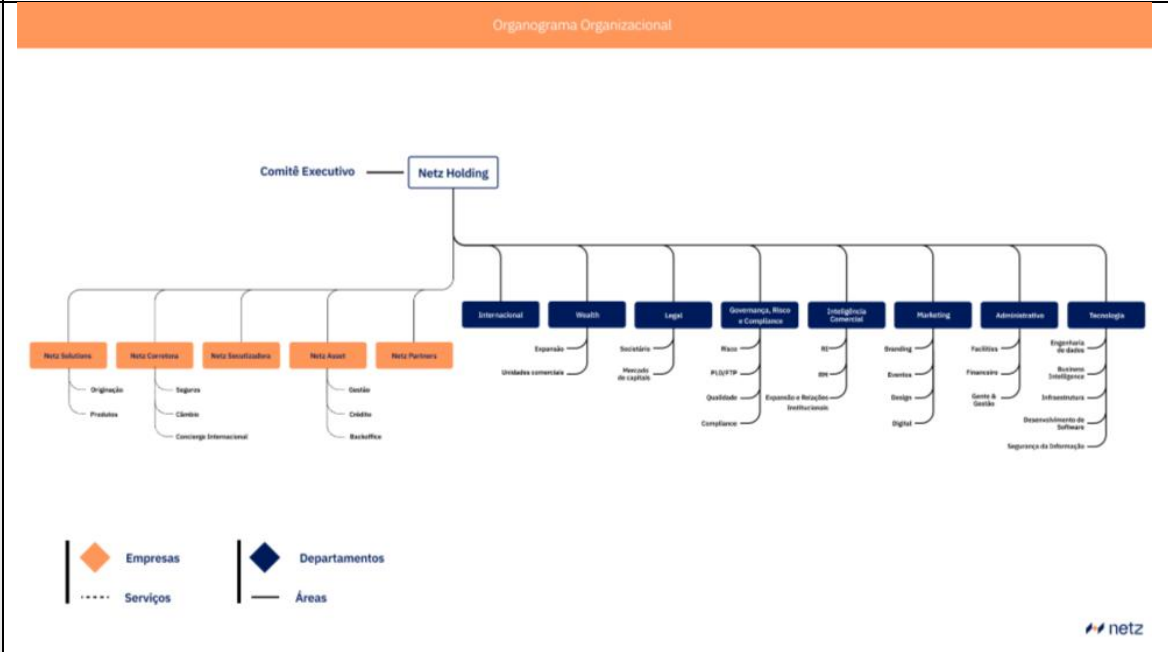 Organograma Organizacional
Comitê Executivo
Netz Holding
Internacional
Wealth
Legal
Governança, Risco
e Compliance
Inteligência
Comercial
Marketing
Administrativo
Tecnologia
Netz Solutions
Netz Corretora
Netz Securitizadora
Netz Asset
Netz Partners
Originação
Produtos
Seguros
Câmbio
Concierge Internacional
Gestão
Crédito
Backoffice
Expansão
Unidades comerciais
Societário
Mercado
de capitais
Risco
PLD/FTP
Qualidade
Compliance
RI
RM
Expansão e Relações
Institucionais
Branding
Eventos
Design
Digital
Facilities
Financeiro
Gente &
Gestão
Engenharia
de dados
Business
Intelligence
Infraestrutura
Desenvolvimento de
Software
Segurança da Informação
Empresas
Serviços
Departamentos
Áreas
netz